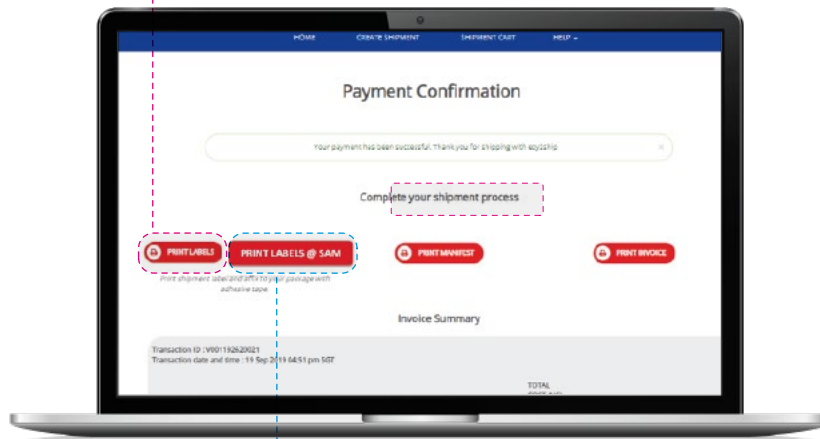 HOME CREATE SHIPMENT SHIPMENT CART HELP
Payment Confirmation
Your payment has been successful. Thank you for shipping with ezy2ship
×
Complete your shipment process
PRINT LABELS
PRINT LABELS @ SAM
PRINT MANIFEST
PRINT INVOICE
Print shipment label and affix to your package with
adhesive tape.
Invoice Summary
Transaction ID : V001192620021
Transaction date and time : 19 Sep 2019 04:51 pm SGT
TOTAL